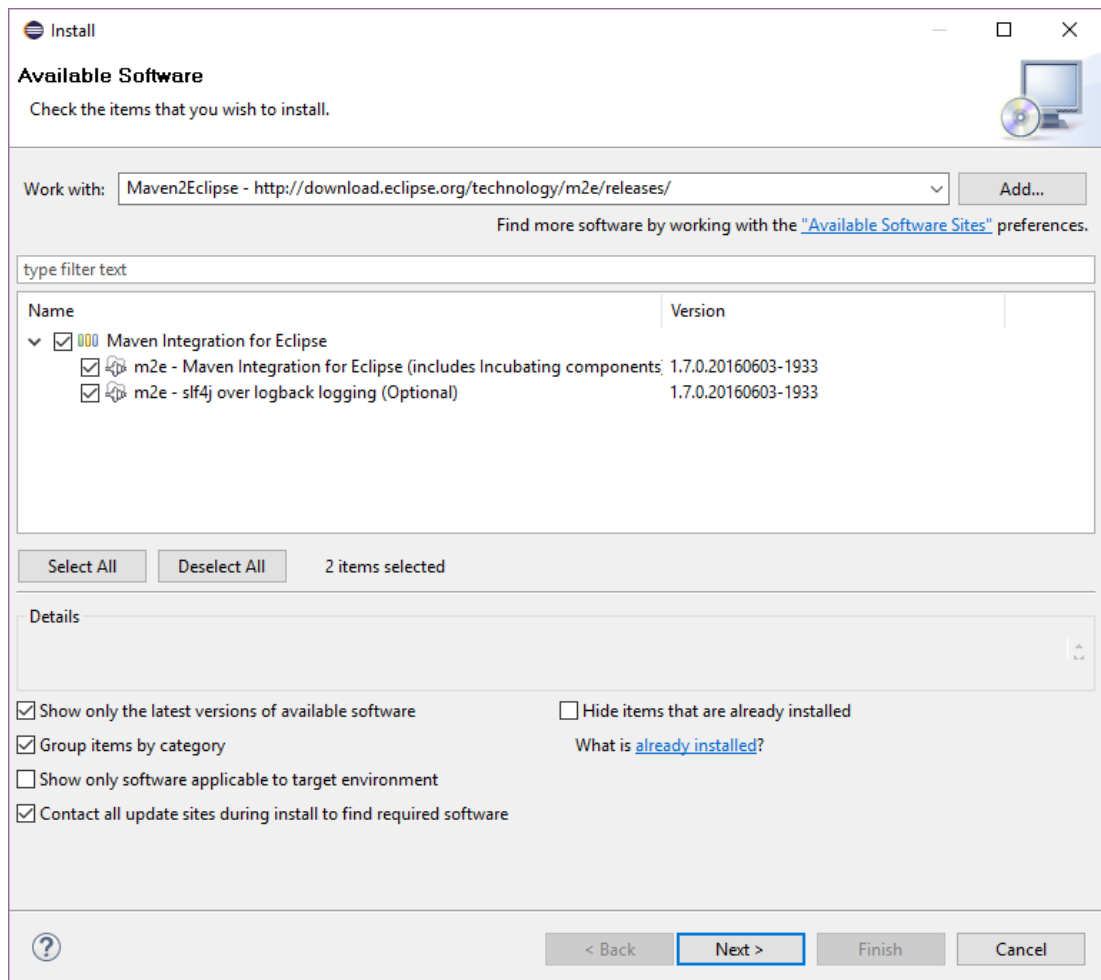 Install
Available Software
Check the items that you wish to install.
Work with: Maven2Eclipse - http://download.eclipse.org/technology/m2e/releases/ Add...
Find more software by working with the "Available Software Sites" preferences.
type filter text
Name Version
Maven Integration for Eclipse
m2e - Maven Integration for Eclipse (includes Incubating components) 1.7.0.20160603-1933
m2e - slf4j over logback logging (Optional) 1.7.0.20160603-1933
Select All Deselect All 2 items selected
Details
Show only the latest versions of available software Hide items that are already installed
Group items by category What is already installed?
Show only software applicable to target environment
Contact all update sites during install to find required software
? < Back Next > Finish Cancel